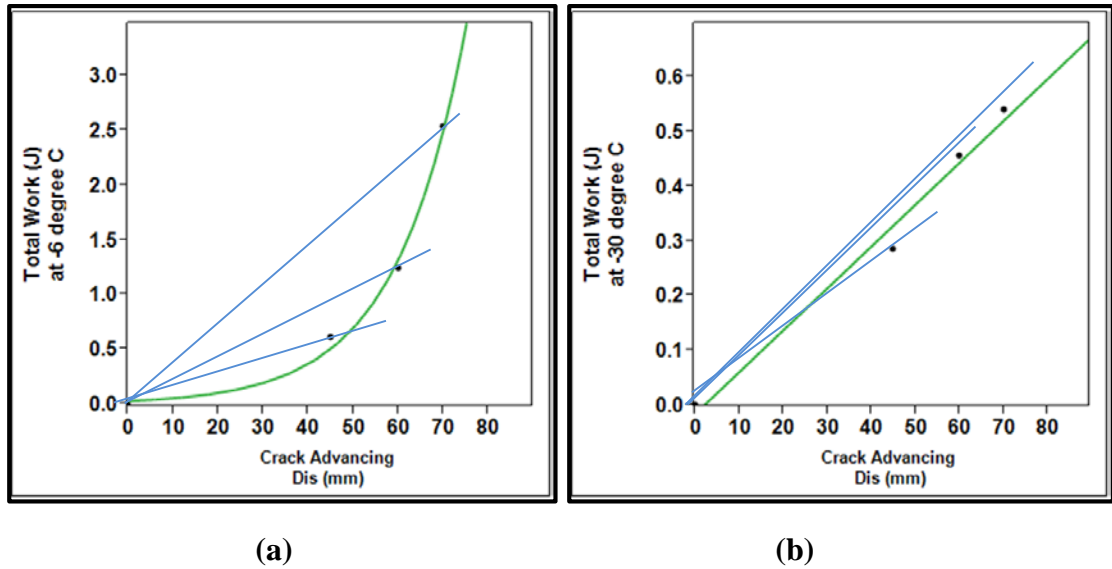 Total Work (J)
at -6 degree C
3.0
2.5
2.0
1.5
1.0
0.5
0.0
0 10 20 30 40 50 60 70 80
Crack Advancing
Dis (mm)
(a)
Total Work (J)
at -30 degree C
0.6
0.5
0.4
0.3
0.2
0.1
0.0
0 10 20 30 40 50 60 70 80
Crack Advancing
Dis (mm)
(b)